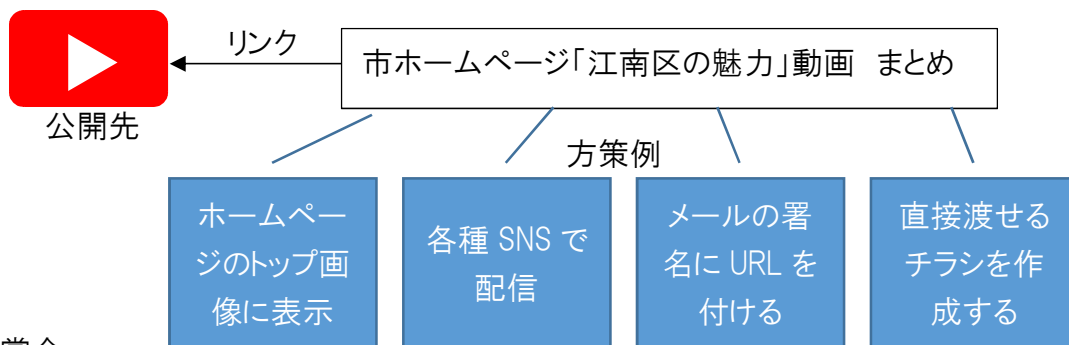 リンク
市ホームページ「江南区の魅力」動画　まとめ
公開先
方策例
ホームペー
ジのトップ画
像に表示
各種 SNS で
配信
メールの署
名に URL を
付ける
直接渡せる
チラシを作
成する